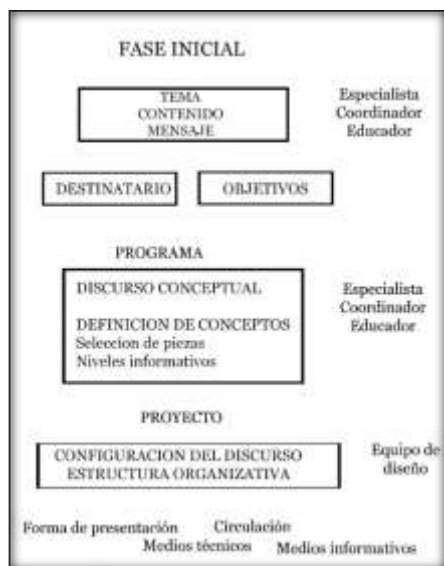 FASE INICIAL
TEMA
CONTENIDO
MENSAJE
Especialista
Coordinador
Educador
DESTINATARIO
OBJETIVOS
PROGRAMA
DISCURSO CONCEPTUAL
DEFINICION DE CONCEPTOS
Seleccion de piezas
Niveles informativos
Especialista
Coordinador
Educador
PROYECTO
CONFIGURACION DEL DISCURSO
ESTRUCTURA ORGANIZATIVA
Equipo de
diseño
Forma de presentación
Circulación
Medios técnicos
Medios informativos